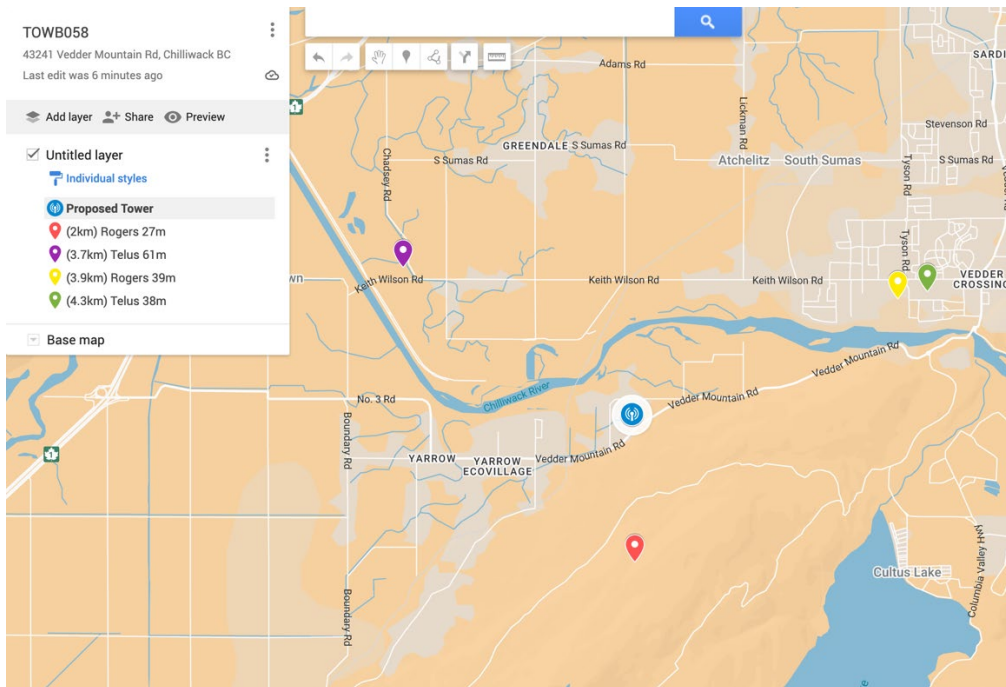 TOWB058
43241 Vedder Mountain Rd, Chilliwack BC
Last edit was 6 minutes ago
Add layer Share Preview
Untitled layer
Individual styles
Proposed Tower
(2km) Rogers 27m
(3.7km) Telus 61m
(3.9km) Rogers 39m
(4.3km) Telus 38m
Base map
Adams Rd
SARDI
1
Lickman Rd
Stevenson Rd
GREENDALE
S Sumas Rd
S Sumas Rd
Chadsey Rd
Atchelitz
South Sumas
Tyson Rd
S Sumas Rd
Tyson Rd
wn
Keith Wilson Rd
Keith Wilson Rd
Keith Wilson Rd
VEDDER
CROSSING
Vedder Mountain Rd
Chilliwack River
No. 3 Rd
Vedder Mountain Rd
Boundary Rd
1
YARROW
YARROW
ECOVILLAGE
Vedder Mountain Rd
Cultus Lake
Columbia Valley Hwy
Boundary Rd